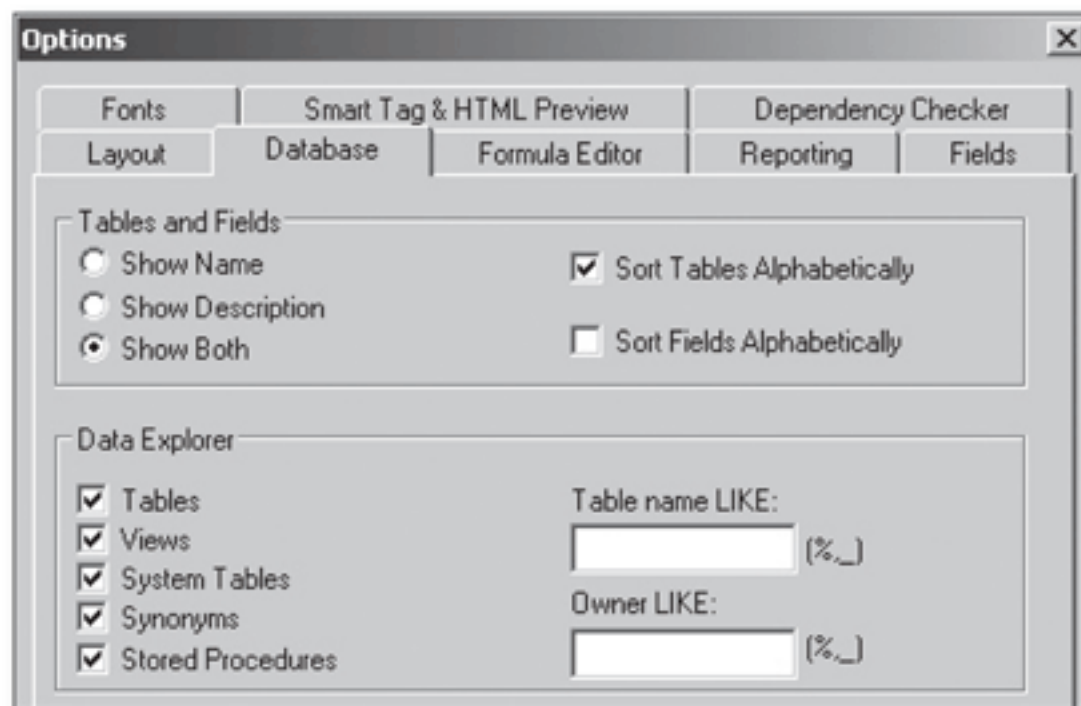 Options
Fonts Smart Tag & HTML Preview Dependency Checker
Layout Database Formula Editor Reporting Fields
Tables and Fields
Show Name
Sort Tables Alphabetically
Show Description
Show Both
Sort Fields Alphabetically
Data Explorer
Tables
Views
System Tables
Synonyms
Stored Procedures
Table name LIKE:
(%,_)
Owner LIKE:
(%,_)